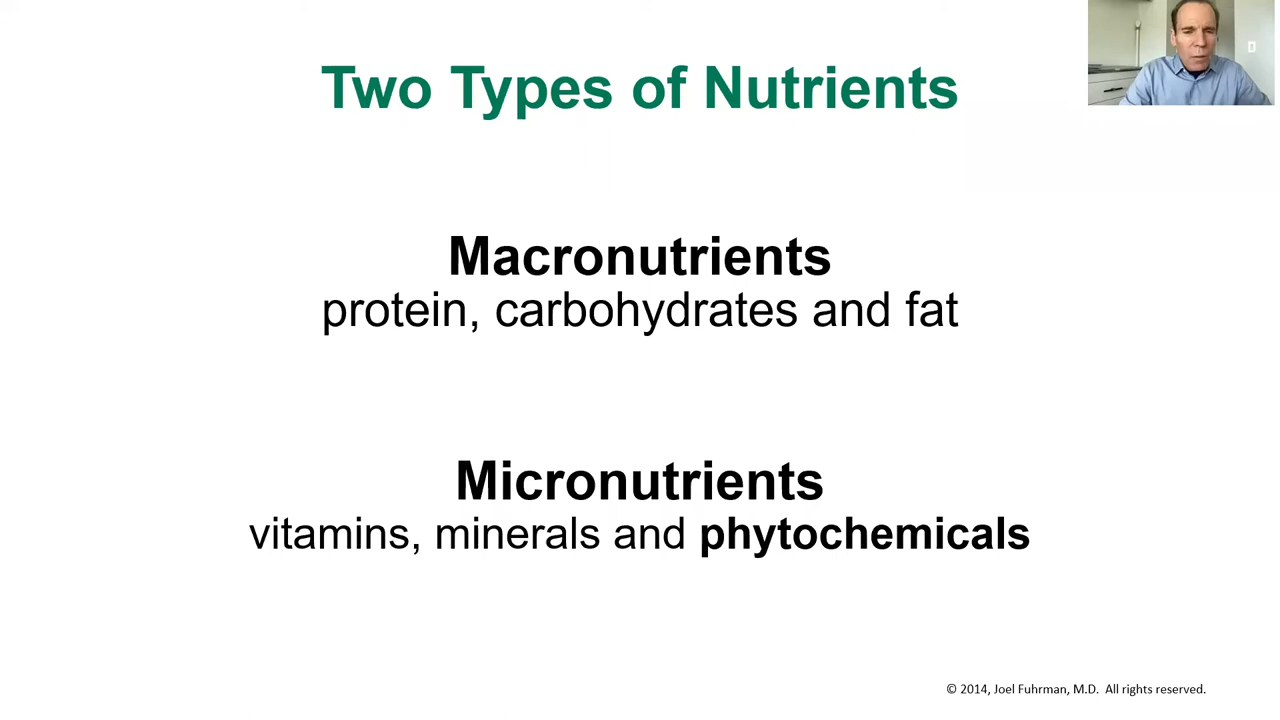 Two Types of Nutrients
Macronutrients
protein, carbohydrates and fat
Micronutrients
vitamins, minerals and phytochemicals
© 2014, Joel Fuhrman, M.D.  All rights reserved.